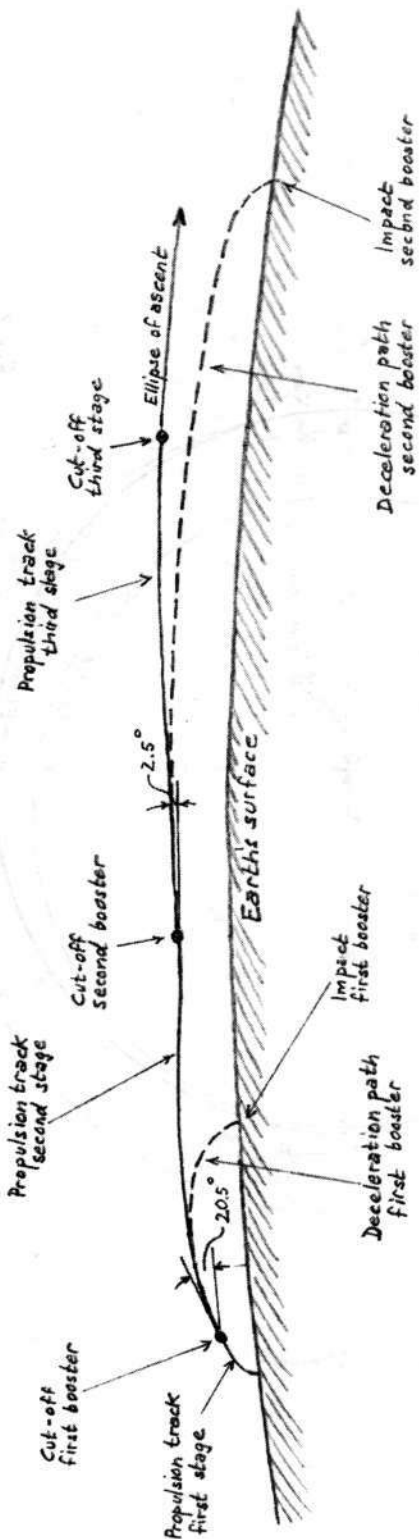 Propulsion track
first stage
Cut-off
first booster
20.5°
Propulsion track
second stage
Cut-off
second booster
2.5°
Propulsion track
third stage
Cut-off
third stage
Ellipse of ascent
Earth's surface
Deceleration path
first booster
Impact
first booster
Deceleration path
second booster
Impact
second booster